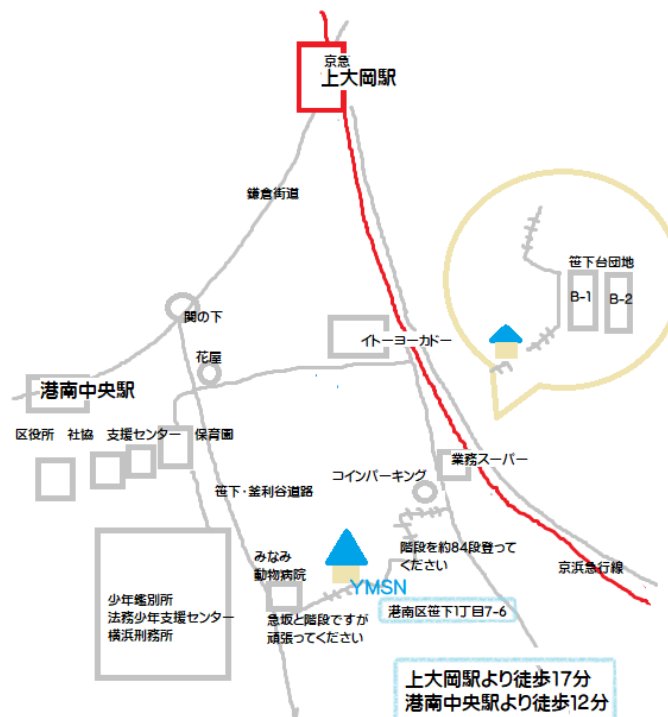 京急
上大岡駅
鎌倉街道
笹下台団地
B-1
B-2
関の下
イトーヨーカドー
花屋
港南中央駅
区役所 社協 支援センター 保育園
業務スーパー
コインパーキング
笹下・釜利谷道路
階段を約84段登って
ください
みなみ
動物病院
京浜急行線
YMSN
少年鑑別所
法務少年支援センター
横浜刑務所
港南区笹下1丁目7-6
急坂と階段ですが
頑張ってください
上大岡駅より徒歩17分
港南中央駅より徒歩12分